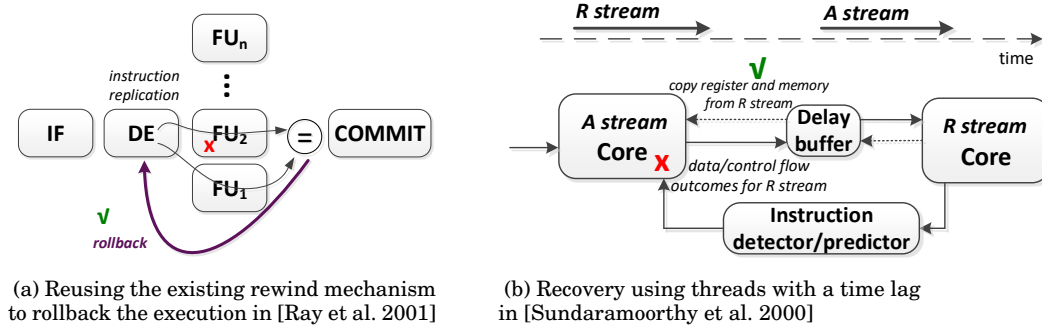 FUn
instruction
replication
IF
DE
FU2
x
=
COMMIT
FU1
√
rollback
(a) Reusing the existing rewind mechanism
to rollback the execution in [Ray et al. 2001]
R stream
A stream
time
√
copy register and memory
from R stream
A stream
Core
x
Delay
buffer
R stream
Core
data/control flow
outcomes for R stream
Instruction
detector/predictor
(b) Recovery using threads with a time lag
in [Sundaramoorthy et al. 2000]